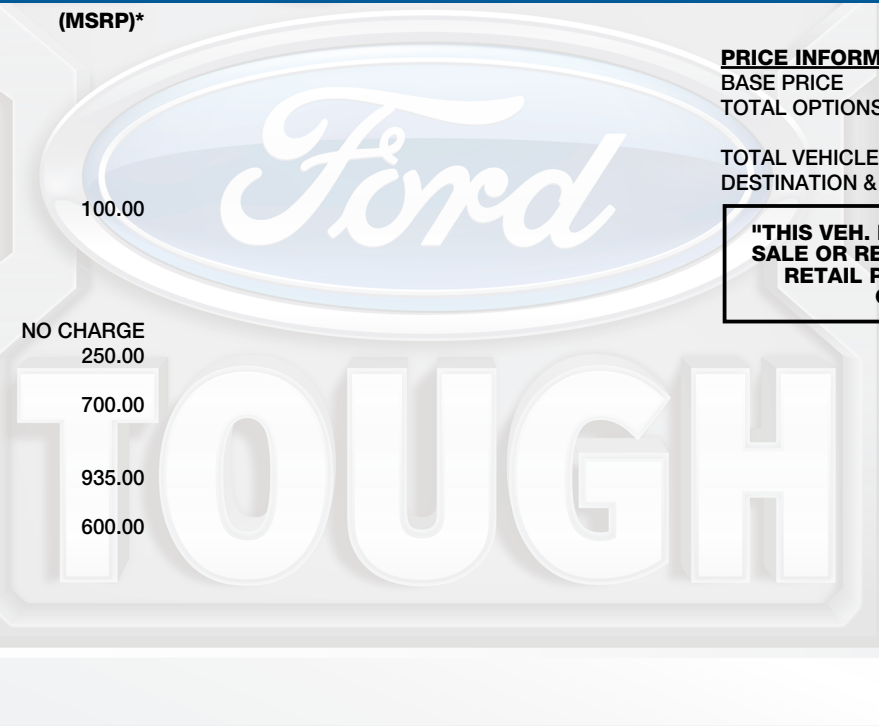 (MSRP)*
100.00
NO CHARGE
250.00
700.00
935.00
600.00
PRICE INFORM
BASE PRICE
TOTAL OPTIONS
TOTAL VEHICLE
DESTINATION &
"THIS VEH.
SALE OR RE
RETAIL P
Ford
TOUGH